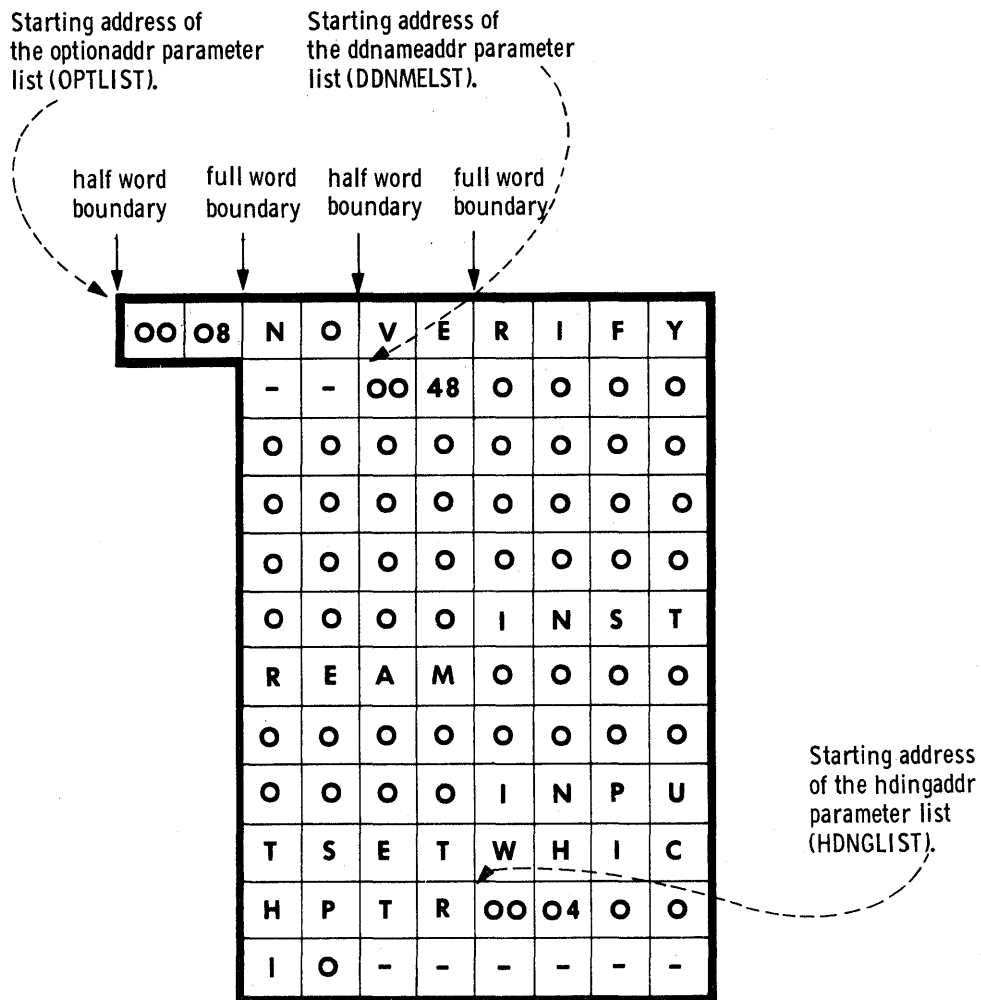 Starting address of
the optionaddr parameter
list (OPTLIST).
Starting address of
the ddnameaddr parameter
list (DDNMELST).
half word
boundary
full word
boundary
half word
boundary
full word
boundary
00 08 N O V E R I F Y
- - 00 48 0 0 0 0
0 0 0 0 0 0 0 0
0 0 0 0 0 0 0 0
0 0 0 0 0 0 0 0
0 0 0 0 I N S T
R E A M 0 0 0 0
0 0 0 0 0 0 0 0
0 0 0 0 I N P U
T S E T W H I C
H P T R 00 04 0 0
I 0 - - - - - -
Starting address
of the hdingaddr
parameter list
(HDNGLIST).